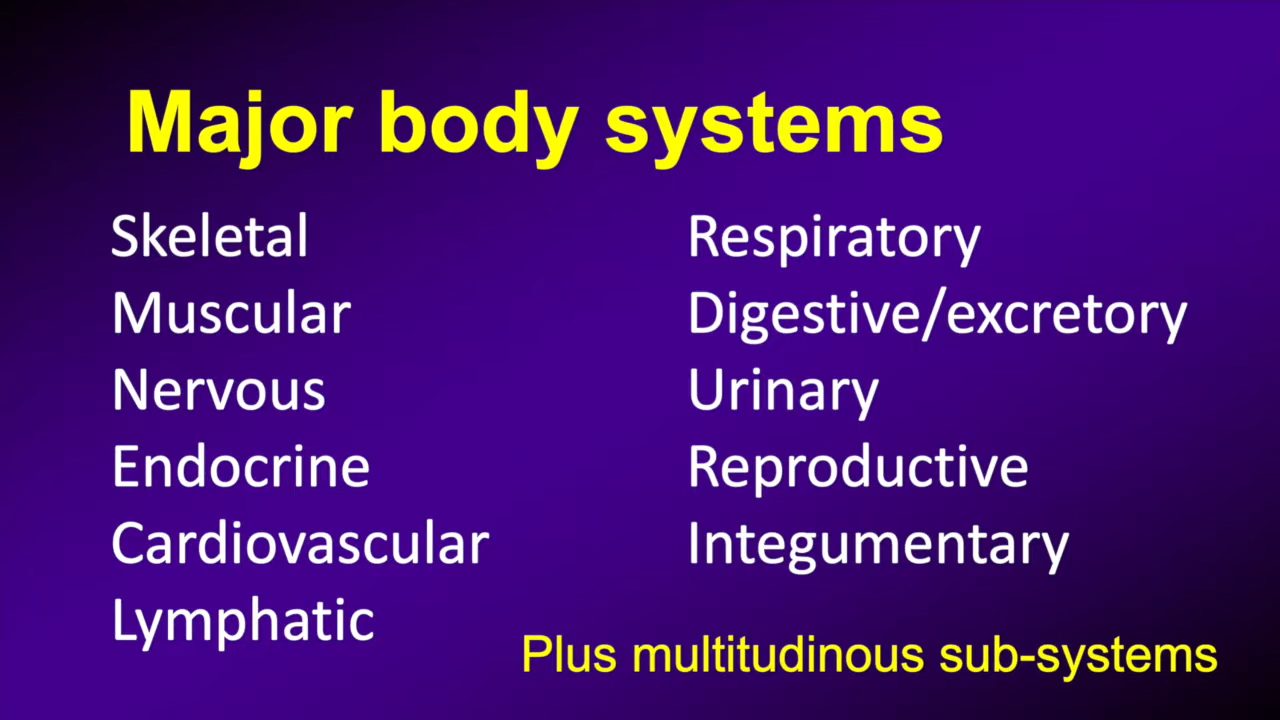 Major body systems
Skeletal
Muscular
Nervous
Endocrine
Cardiovascular
Lymphatic
Respiratory
Digestive/excretory
Urinary
Reproductive
Integumentary
Plus multitudinous sub-systems